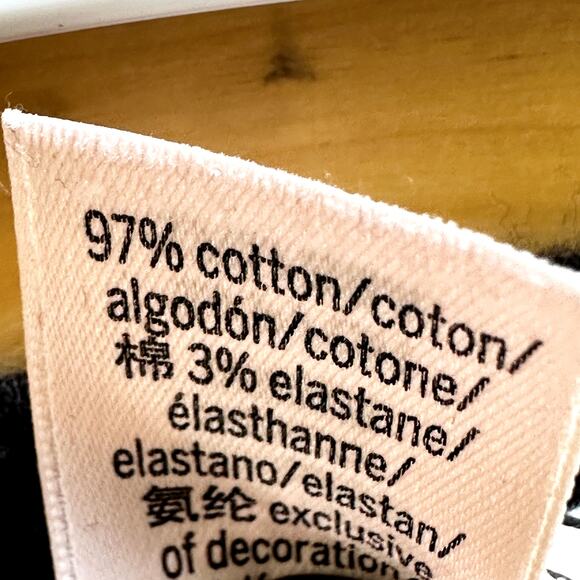 97% cotton/coton/
algodón/cotone/
棉 3% elastane/
élasthanne/
elastano/elastan/
氨纶 exclusive
of decoration